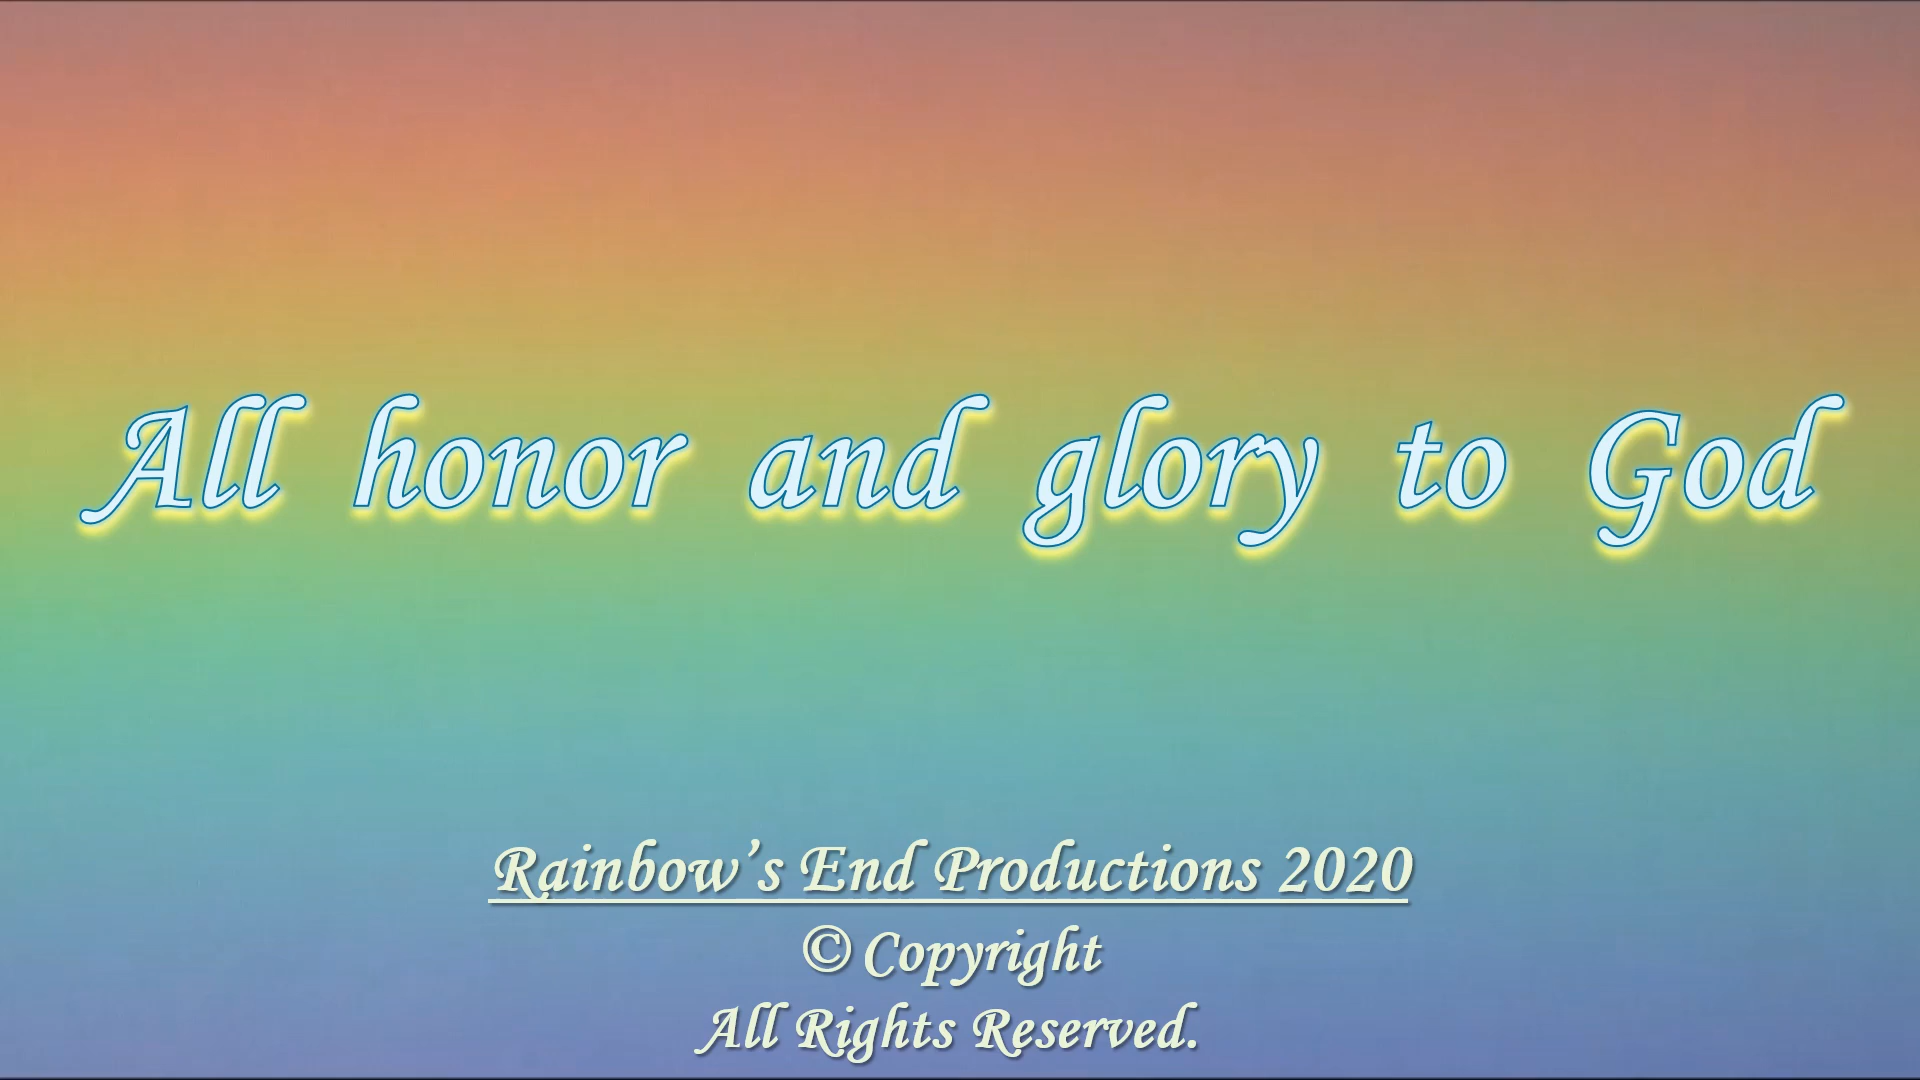 All honor and glory to God
Rainbow’s End Productions 2020
© Copyright
All Rights Reserved.